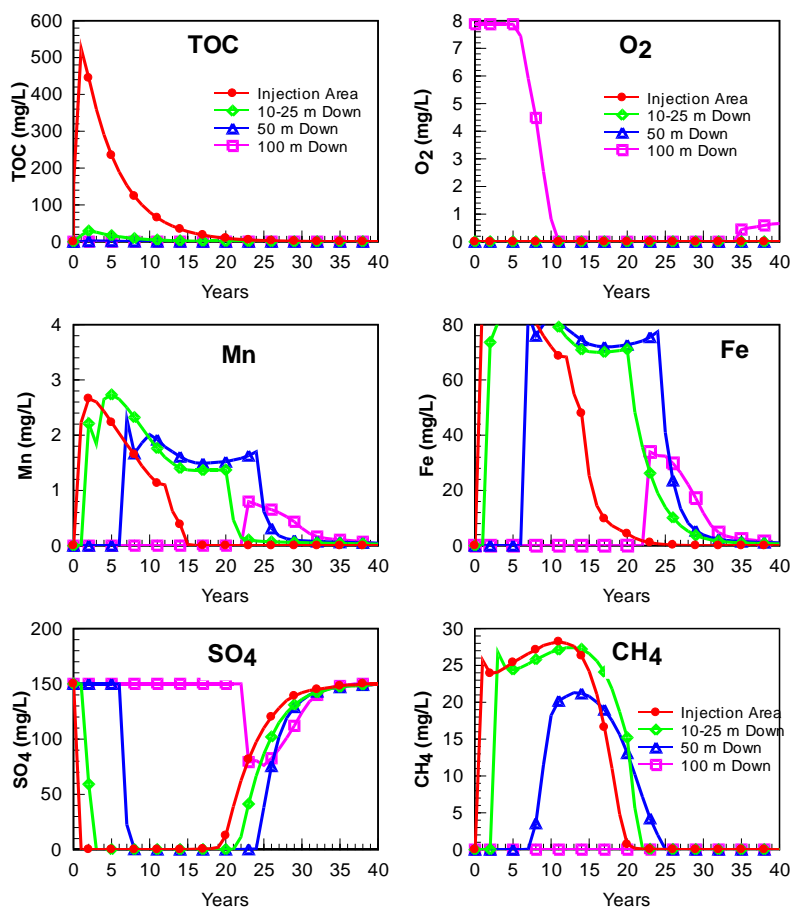 TOC
TOC (mg/L)
600
500
400
300
200
100
0
Injection Area
10-25 m Down
50 m Down
100 m Down
0 5 10 15 20 25 30 35 40
Years
O2
O2 (mg/L)
8
7
6
5
4
3
2
1
0
Injection Area
10-25 m Down
50 m Down
100 m Down
0 5 10 15 20 25 30 35 40
Years
Mn
Mn (mg/L)
4
3
2
1
0
0 5 10 15 20 25 30 35 40
Years
Fe
Fe (mg/L)
80
60
40
20
0
0 5 10 15 20 25 30 35 40
Years
SO4
SO4 (mg/L)
200
150
100
50
0
0 5 10 15 20 25 30 35 40
Years
CH4
CH4 (mg/L)
30
25
20
15
10
5
0
Injection Area
10-25 m Down
50 m Down
100 m Down
0 5 10 15 20 25 30 35 40
Years